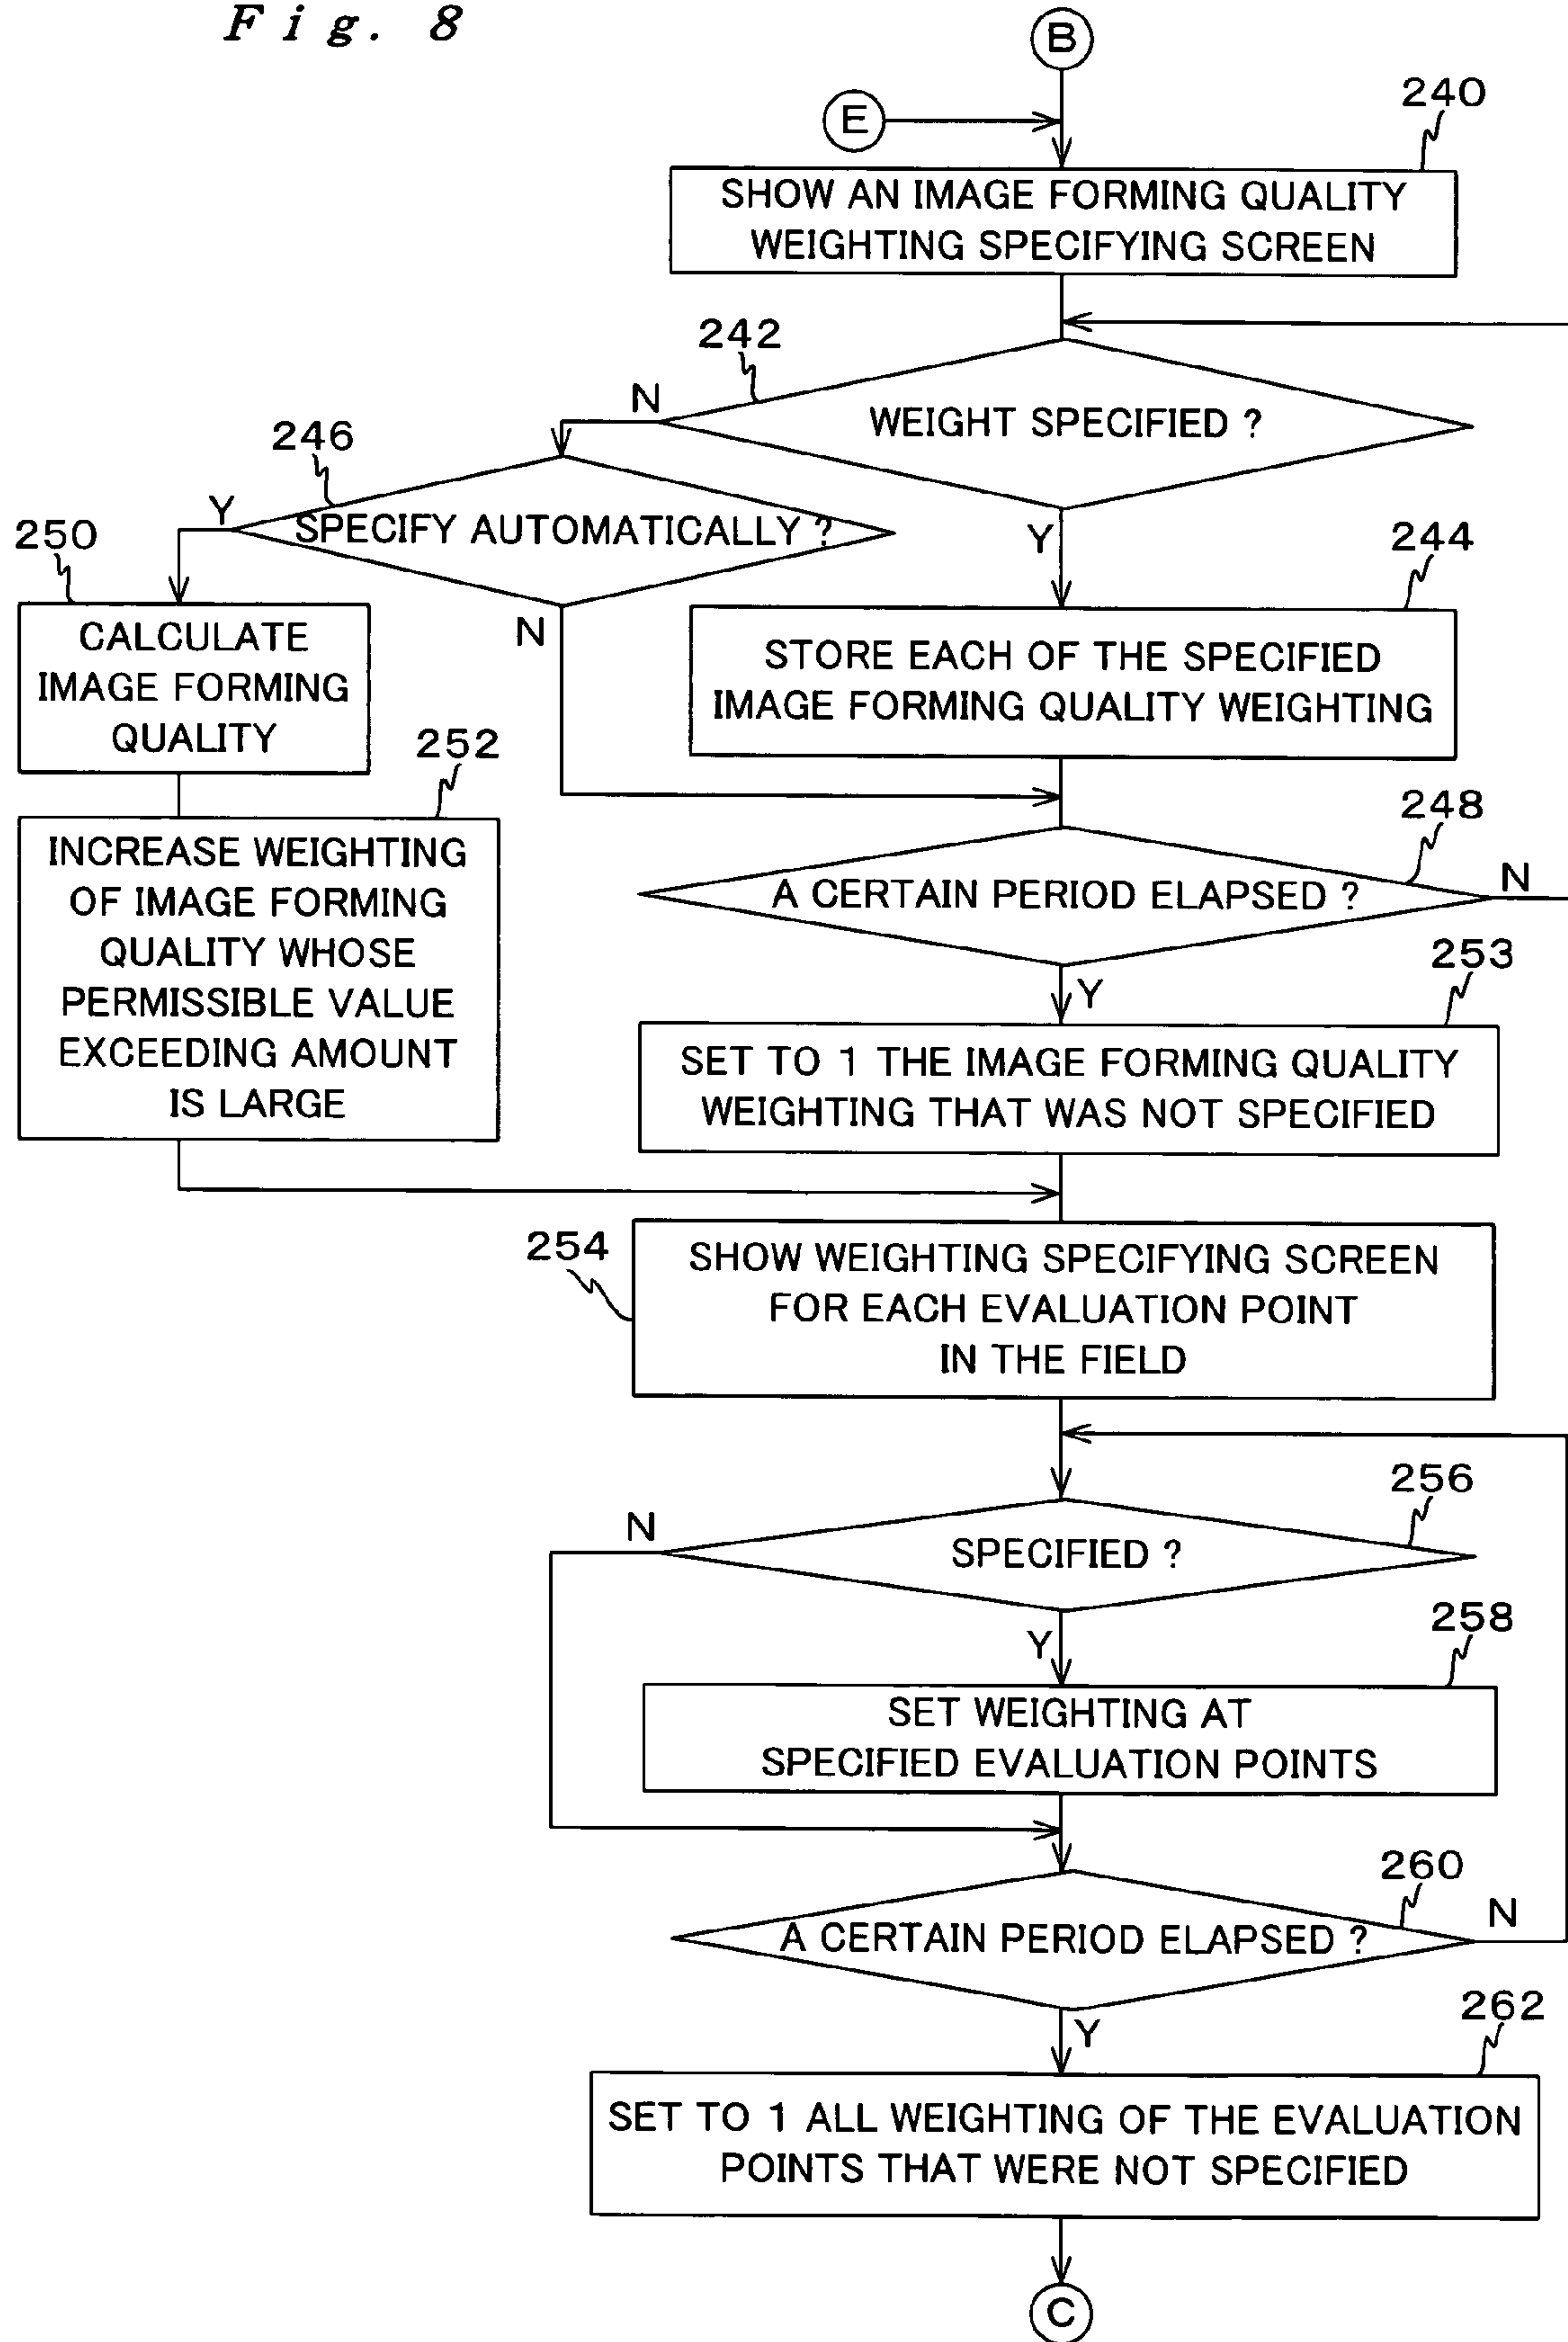 Fig. 8
B
E
240
SHOW AN IMAGE FORMING QUALITY
WEIGHTING SPECIFYING SCREEN
242
N
WEIGHT SPECIFIED ?
246
Y
SPECIFY AUTOMATICALLY ?
Y
250
244
N
CALCULATE
IMAGE FORMING
QUALITY
STORE EACH OF THE SPECIFIED
IMAGE FORMING QUALITY WEIGHTING
252
248
INCREASE WEIGHTING
OF IMAGE FORMING
QUALITY WHOSE
PERMISSIBLE VALUE
EXCEEDING AMOUNT
IS LARGE
A CERTAIN PERIOD ELAPSED ?
N
253
Y
SET TO 1 THE IMAGE FORMING QUALITY
WEIGHTING THAT WAS NOT SPECIFIED
254
SHOW WEIGHTING SPECIFYING SCREEN
FOR EACH EVALUATION POINT
IN THE FIELD
256
N
SPECIFIED ?
258
Y
SET WEIGHTING AT
SPECIFIED EVALUATION POINTS
260
A CERTAIN PERIOD ELAPSED ?
N
262
Y
SET TO 1 ALL WEIGHTING OF THE EVALUATION
POINTS THAT WERE NOT SPECIFIED
C